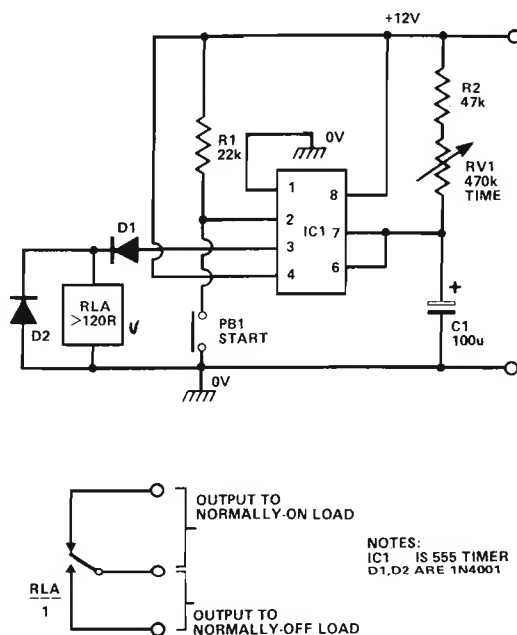 +12V
R2
47k
0V
R1
22k
RV1
470k
TIME
1
8
2
IC1
7
3
6
4
D1
RLA
>120R
D2
PB1
START
+
C1
100u
0V
OUTPUT TO
NORMALLY-ON LOAD
NOTES:
IC1 IS 555 TIMER
D1,D2 ARE 1N4001
RLA
1
OUTPUT TO
NORMALLY-OFF LOAD